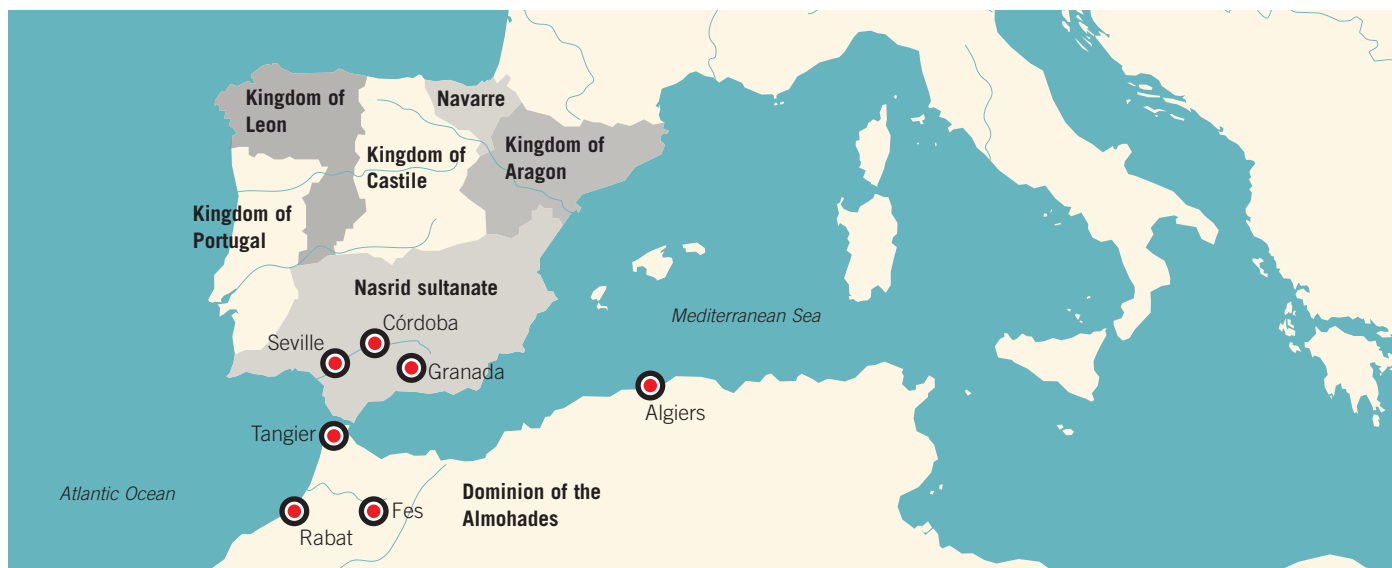 Kingdom of
Leon
Navarre
Kingdom of
Aragon
Kingdom of
Castile
Kingdom of
Portugal
Nasrid sultanate
Mediterranean Sea
Córdoba
Seville
Granada
Algiers
Tangier
Atlantic Ocean
Dominion of the
Almohades
Fes
Rabat